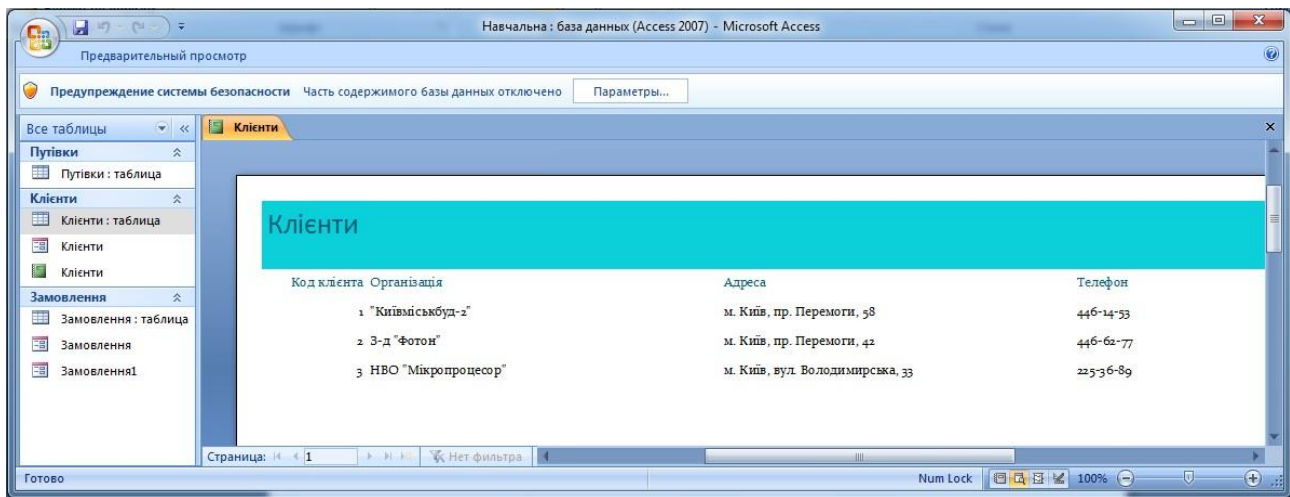 Навчальна : база данных (Access 2007) - Microsoft Access
Предварительный просмотр
Предупреждение системы безопасности Часть содержимого базы данных отключено Параметры...
Все таблицы
Путівки
Путівки : таблица
Клієнти
Клієнти : таблица
Клієнти
Клієнти
Замовлення
Замовлення : таблица
Замовлення
Замовлення1
Клієнти
Клієнти
Код клієнта Організація Адреса Телефон
1 "Київміськбуд-2" м. Київ, пр. Перемоги, 58 446-14-53
2 З-д "Фотон" м. Київ, пр. Перемоги, 42 446-62-77
3 НВО "Мікропроцесор" м. Київ, вул. Володимирська, 33 225-36-89
Страница: 1 Нет фильтра
Готово Num Lock 100%